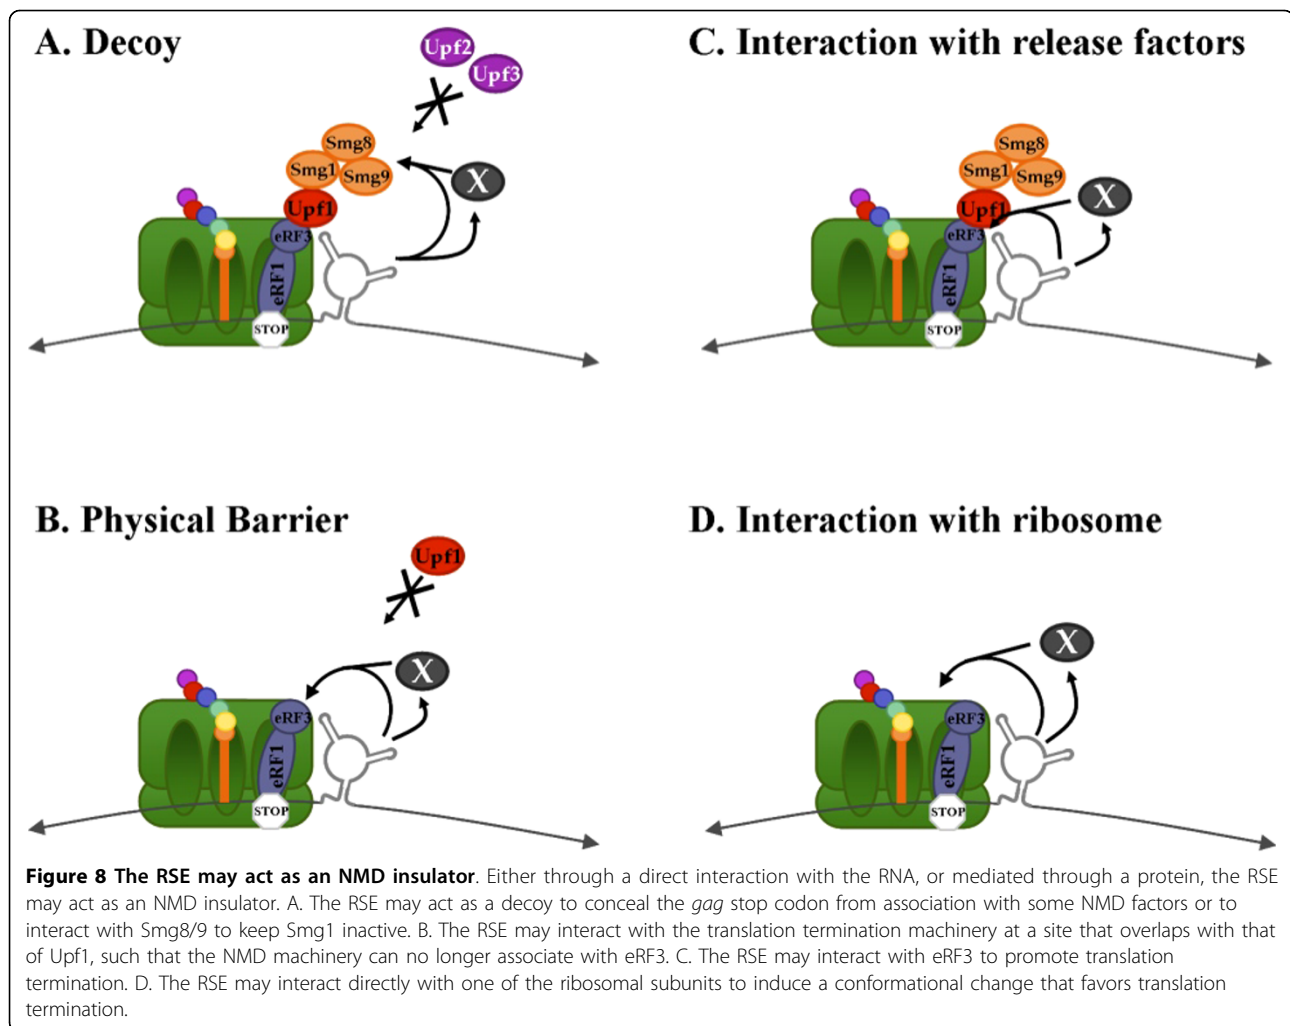 A. Decoy
Upf2
Upf3
Smg8
Smg1
Smg9
X
Upf1
eRF3
eRF1
STOP
C. Interaction with release factors
Smg8
Smg1
Smg9
X
Upf1
eRF3
eRF1
STOP
B. Physical Barrier
Upf1
X
eRF3
eRF1
STOP
D. Interaction with ribosome
X
eRF3
eRF1
STOP
Figure 8 The RSE may act as an NMD insulator. Either through a direct interaction with the RNA, or mediated through a protein, the RSE
may act as an NMD insulator. A. The RSE may act as a decoy to conceal the gag stop codon from association with some NMD factors or to
interact with Smg8/9 to keep Smg1 inactive. B. The RSE may interact with the translation termination machinery at a site that overlaps with that
of Upf1, such that the NMD machinery can no longer associate with eRF3. C. The RSE may interact with eRF3 to promote translation
termination. D. The RSE may interact directly with one of the ribosomal subunits to induce a conformational change that favors translation
termination.